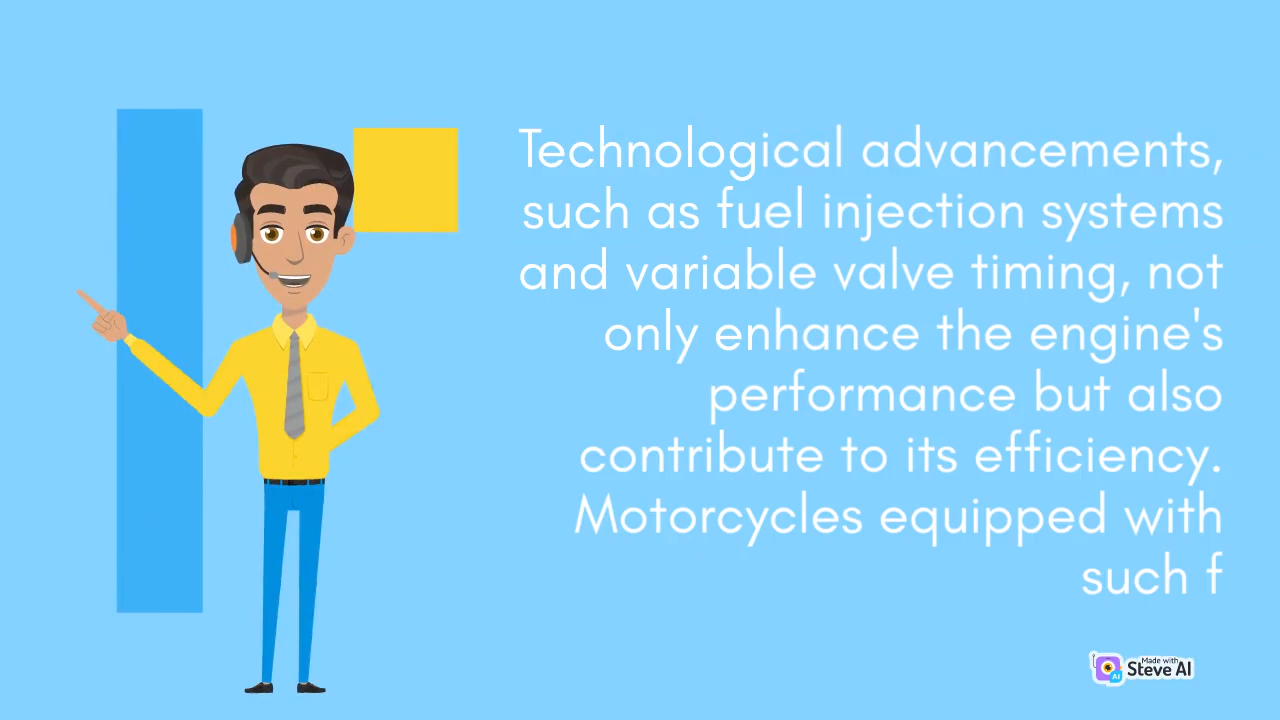 Technological advancements,
such as fuel injection systems
and variable valve timing, not
only enhance the engine's
performance but also
contribute to its efficiency.
Motorcycles equipped with
such f
Made with
Steve AI
AI